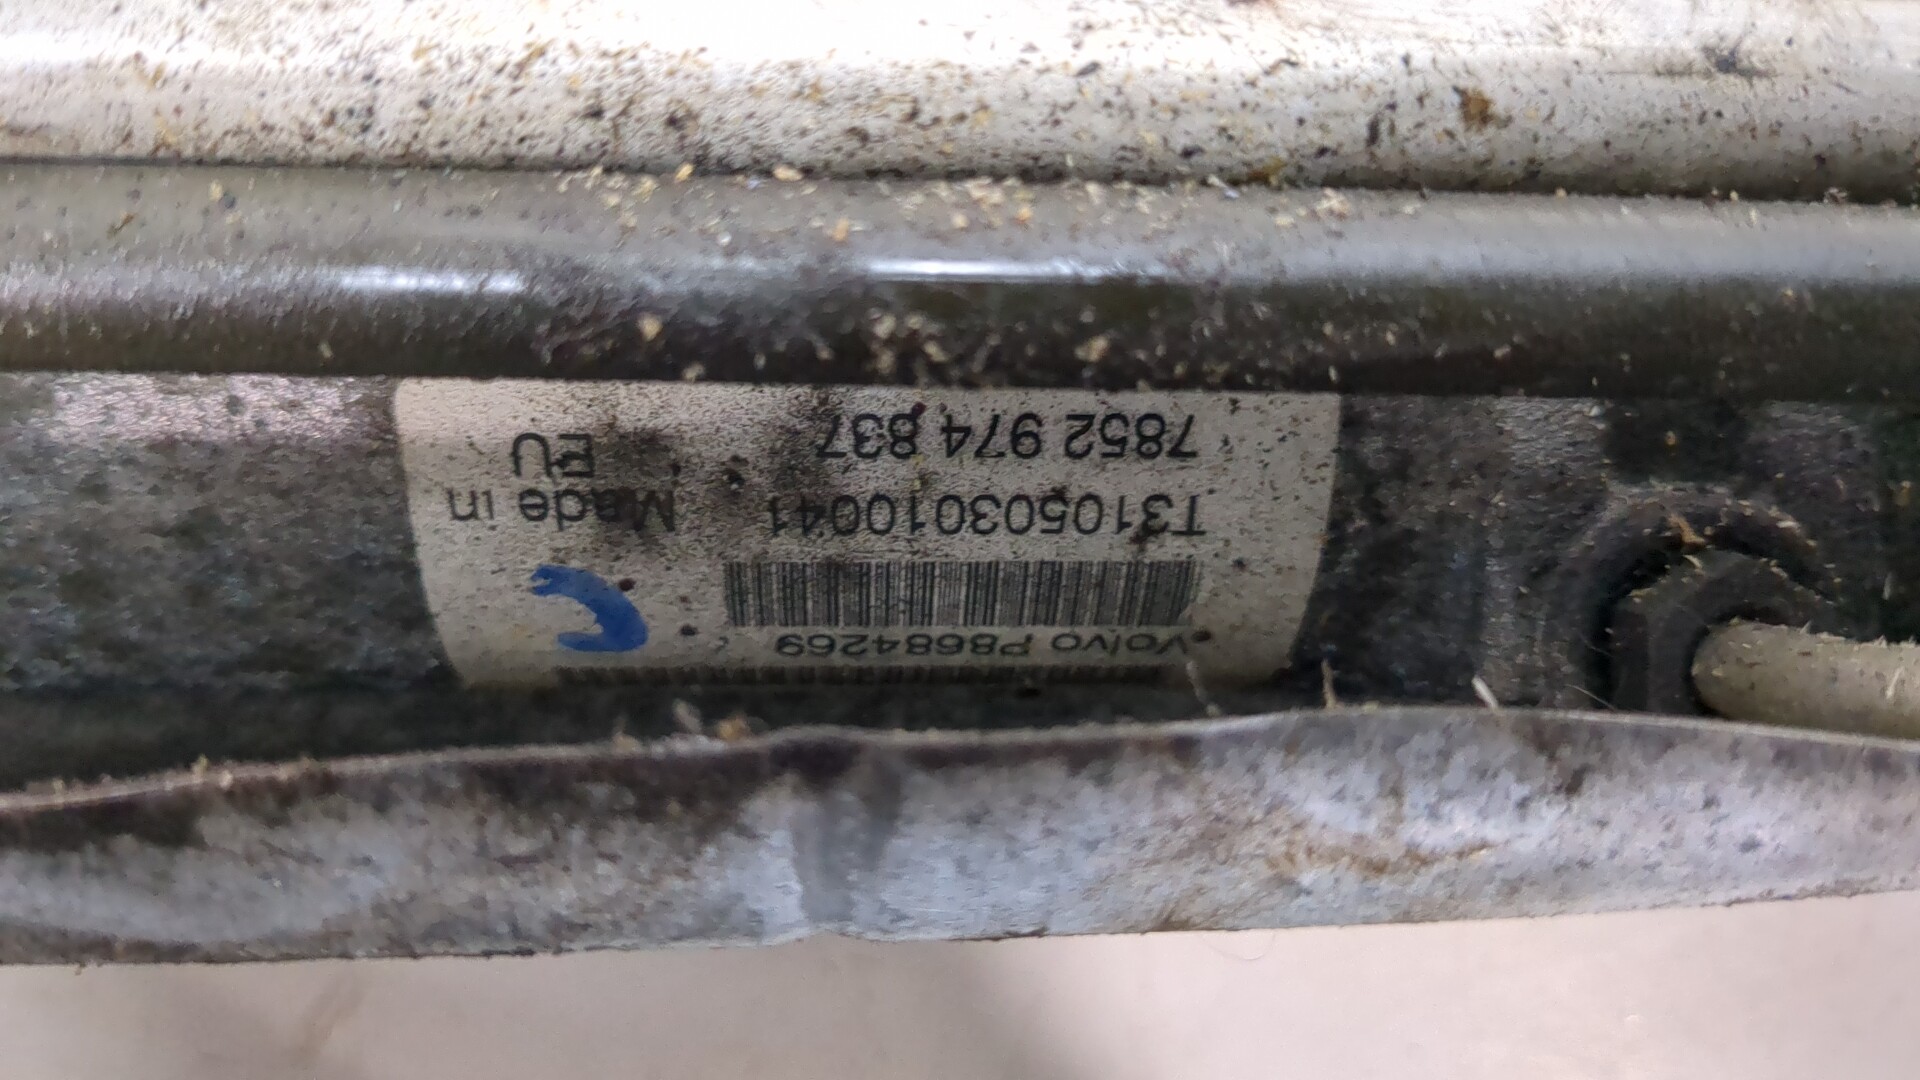 Volvo P8684269
T310503010041
Made in
EU
7852 974 837